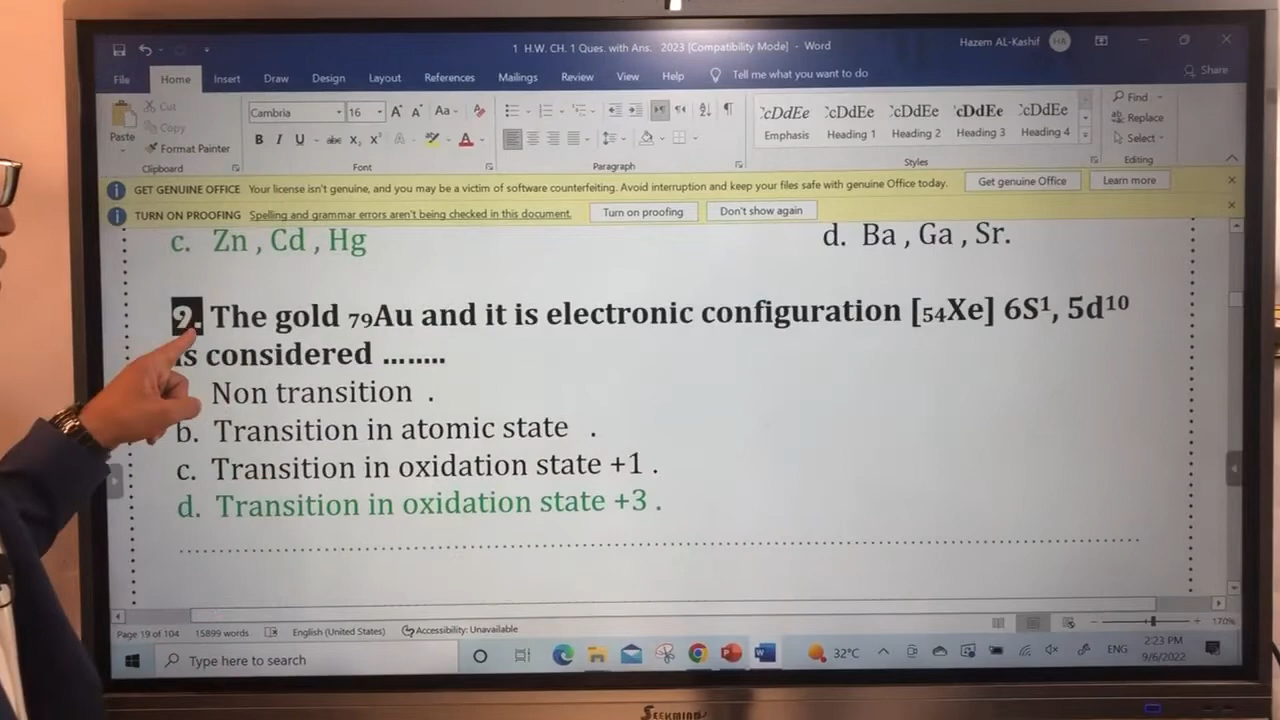 1 H.W. CH. 1 Ques. with Ans. 2023 [Compatibility Mode] - Word
Hazem AL-Kashif HA
File Home Insert Draw Design Layout References Mailings Review View Help Tell me what you want to do Share
Paste
Cut
Copy
Format Painter
Clipboard
Cambria 16
Font
Paragraph
Emphasis Heading 1 Heading 2 Heading 3 Heading 4
Styles
Find
Replace
Select
Editing
GET GENUINE OFFICE Your license isn't genuine, and you may be a victim of software counterfeiting. Avoid interruption and keep your files safe with genuine Office today. Get genuine Office Learn more
TURN ON PROOFING Spelling and grammar errors aren't being checked in this document. Turn on proofing Don't show again
c. Zn , Cd , Hg d. Ba , Ga , Sr.
9. The gold ₇₉Au and it is electronic configuration [₅₄Xe] 6S¹, 5d¹⁰
is considered ........
Non transition .
b. Transition in atomic state .
c. Transition in oxidation state +1 .
d. Transition in oxidation state +3 .
Page 19 of 104 15899 words English (United States) Accessibility: Unavailable 170%
Type here to search 32°C ENG 2:23 PM
9/6/2022
SEEKMIND